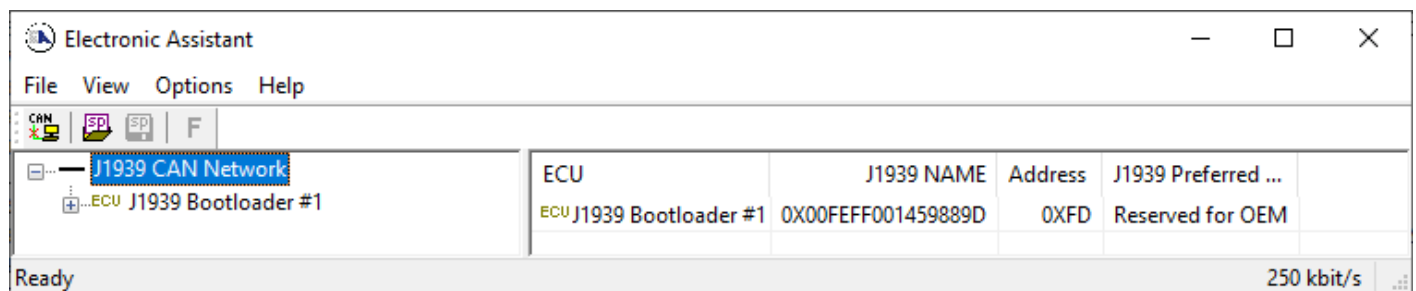 Electronic Assistant
File View Options Help
CAN SP SP F
J1939 CAN Network
ECU J1939 Bootloader #1
ECU J1939 NAME Address J1939 Preferred ...
ECU J1939 Bootloader #1 0X00FEFF001459889D 0XFD Reserved for OEM
Ready 250 kbit/s